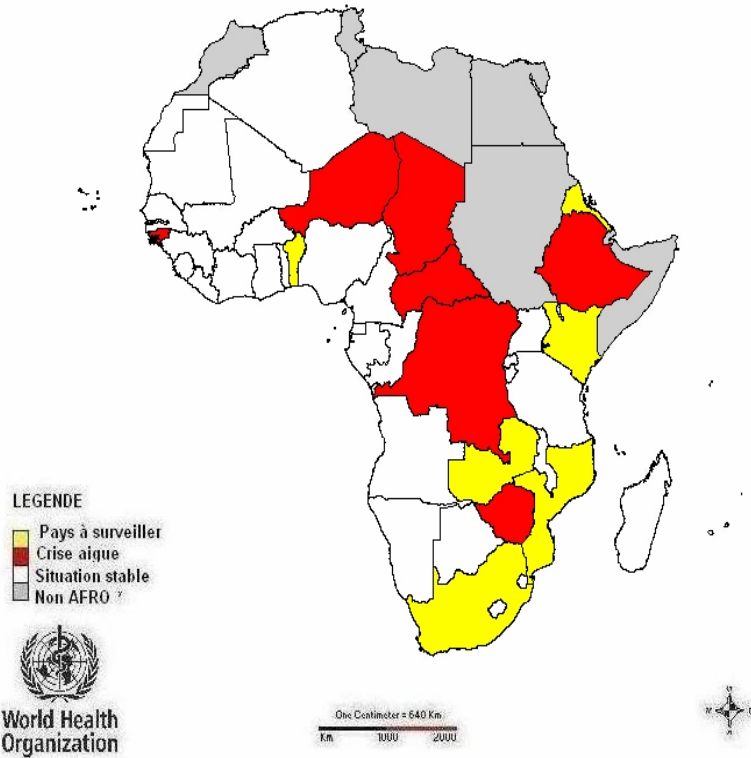 LEGENDE
Pays à surveiller
Crise aigue
Situation stable
Non AFRO
World Health
Organization
One Centimeter = 640 Km
Km 1000 2000